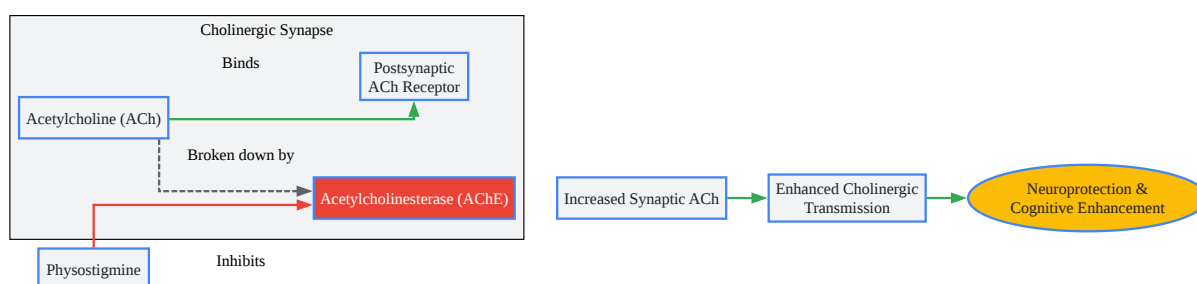 Cholinergic Synapse
Binds
Postsynaptic
ACh Receptor
Acetylcholine (ACh)
Broken down by
Acetylcholinesterase (AChE)
Physostigmine
Inhibits
Increased Synaptic ACh
Enhanced Cholinergic
Transmission
Neuroprotection &
Cognitive Enhancement